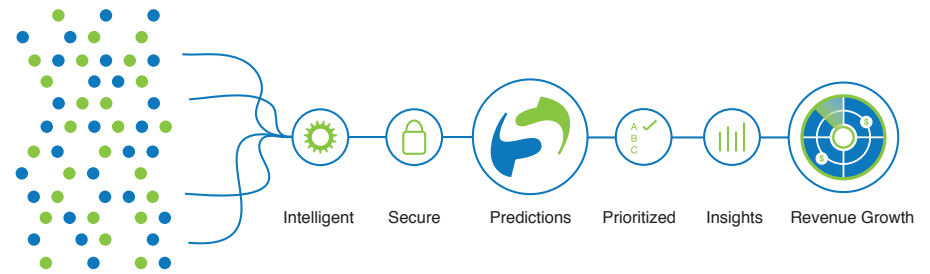 A
B
C
$
$
Intelligent
Secure
Predictions
Prioritized
Insights
Revenue Growth